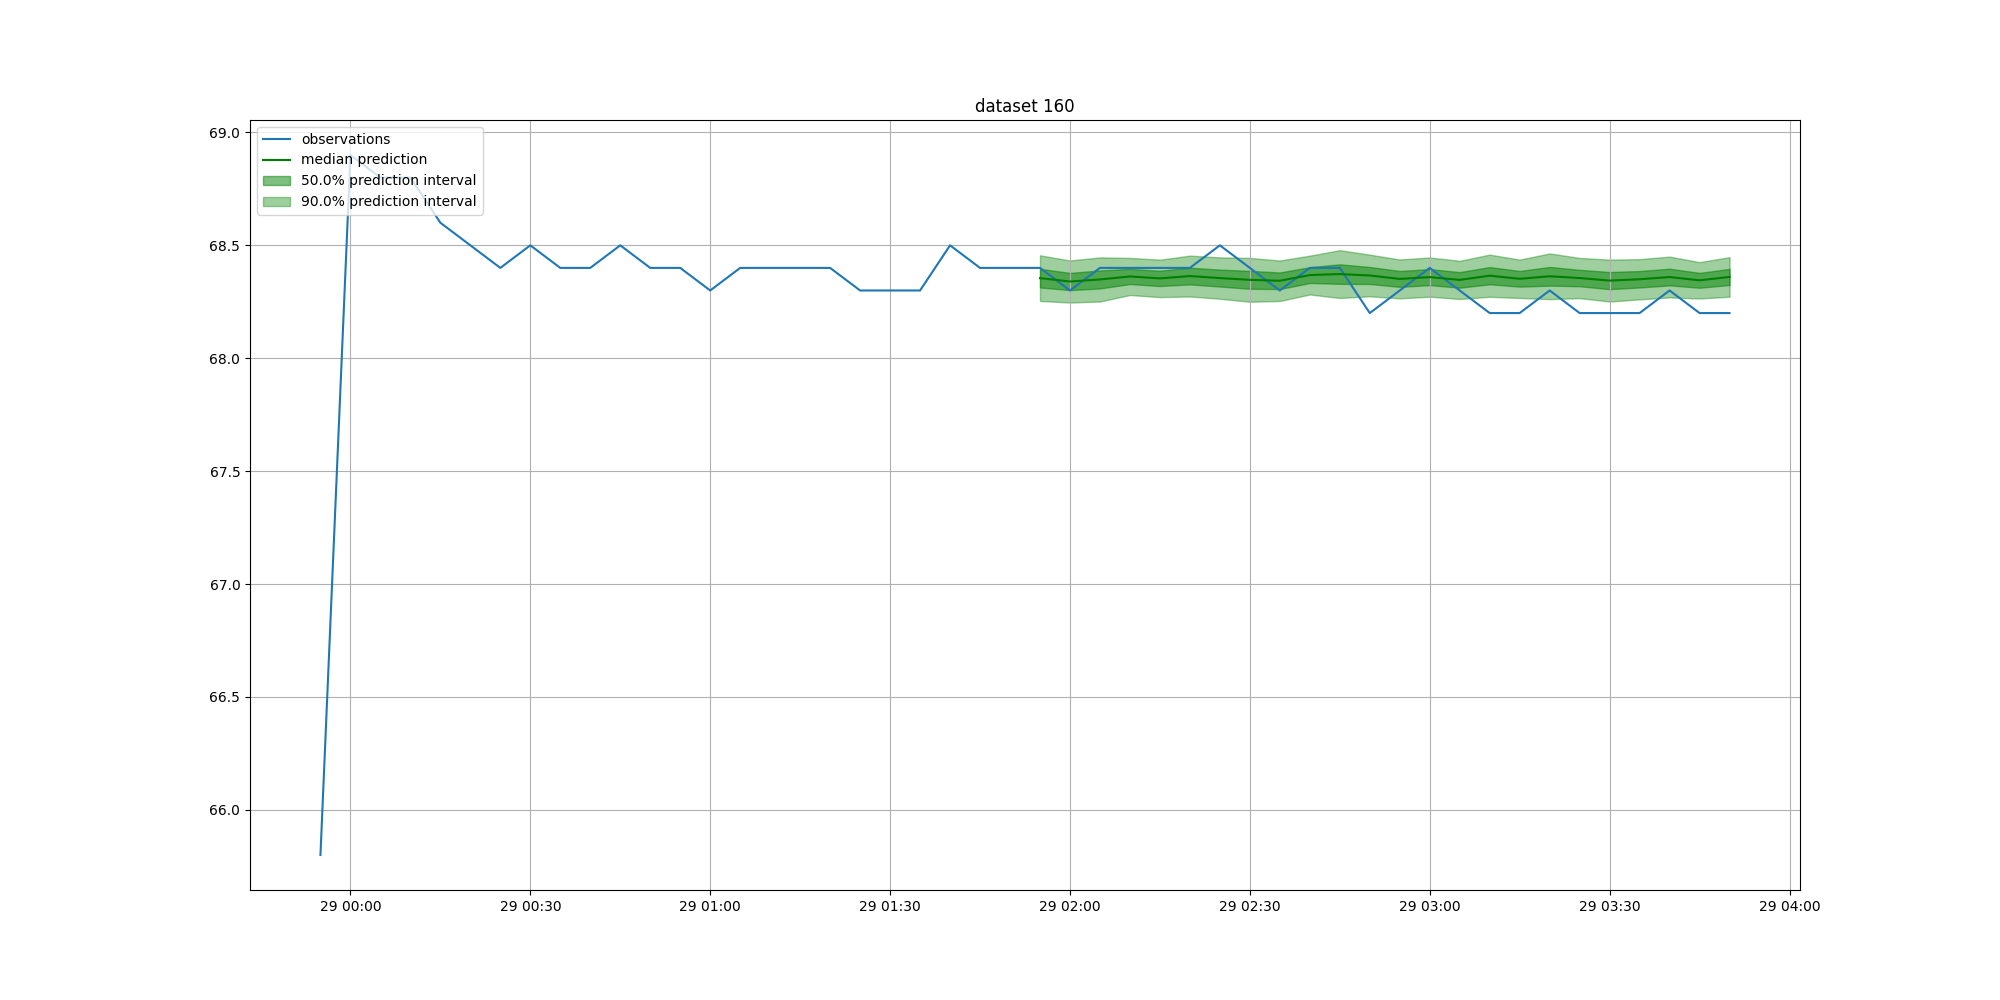 dataset 160
69.0
observations
median prediction
50.0% prediction interval
90.0% prediction interval
68.5
68.0
67.5
67.0
66.5
66.0
29 00:00 29 00:30 29 01:00 29 01:30 29 02:00 29 02:30 29 03:00 29 03:30 29 04:00